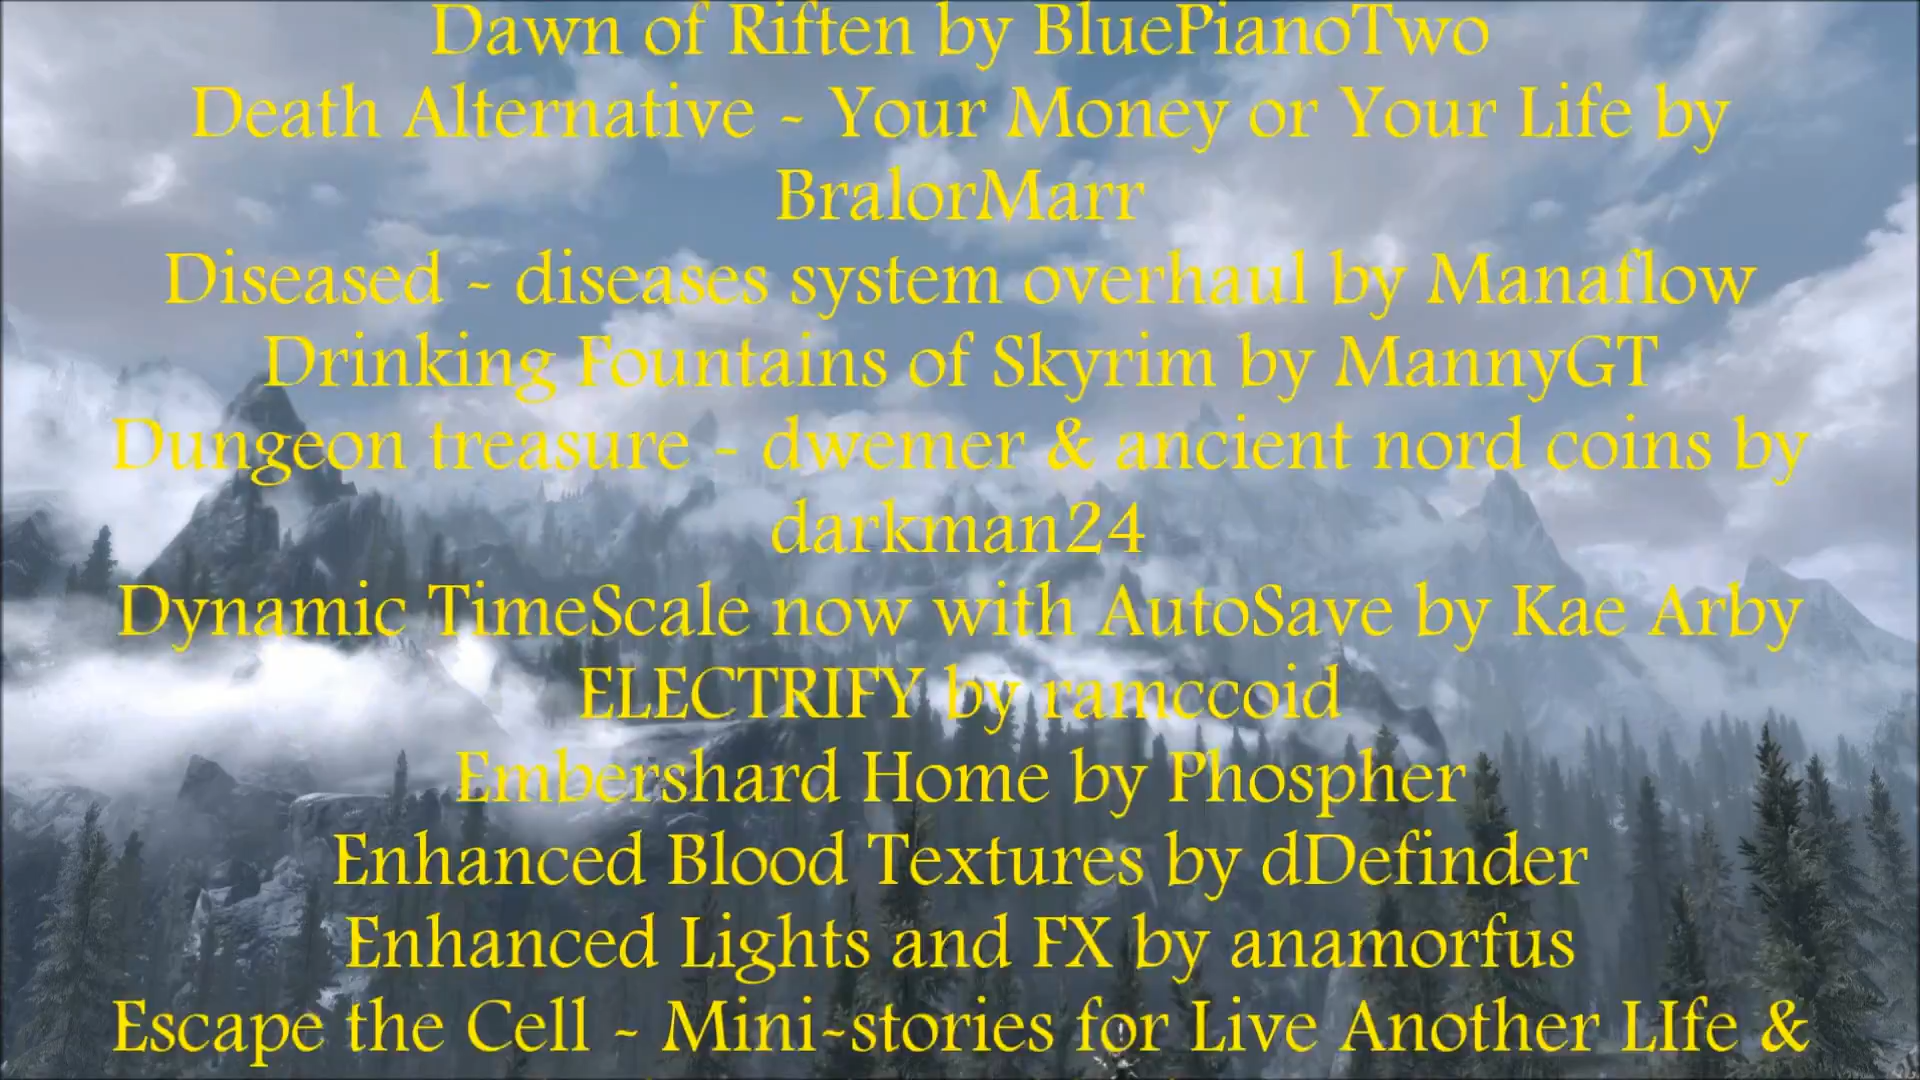 Dawn of Riften by BluePianoTwo
Death Alternative - Your Money or Your Life by
BralorMarr
Diseased - diseases system overhaul by Manaflow
Drinking Fountains of Skyrim by MannyGT
Dungeon treasure - dwemer & ancient nord coins by
darkman24
Dynamic TimeScale now with AutoSave by Kae Arby
ELECTRIFY by ramccoid
Embershard Home by Phospher
Enhanced Blood Textures by dDefinder
Enhanced Lights and FX by anamorfus
Escape the Cell - Mini-stories for Live Another LIfe &